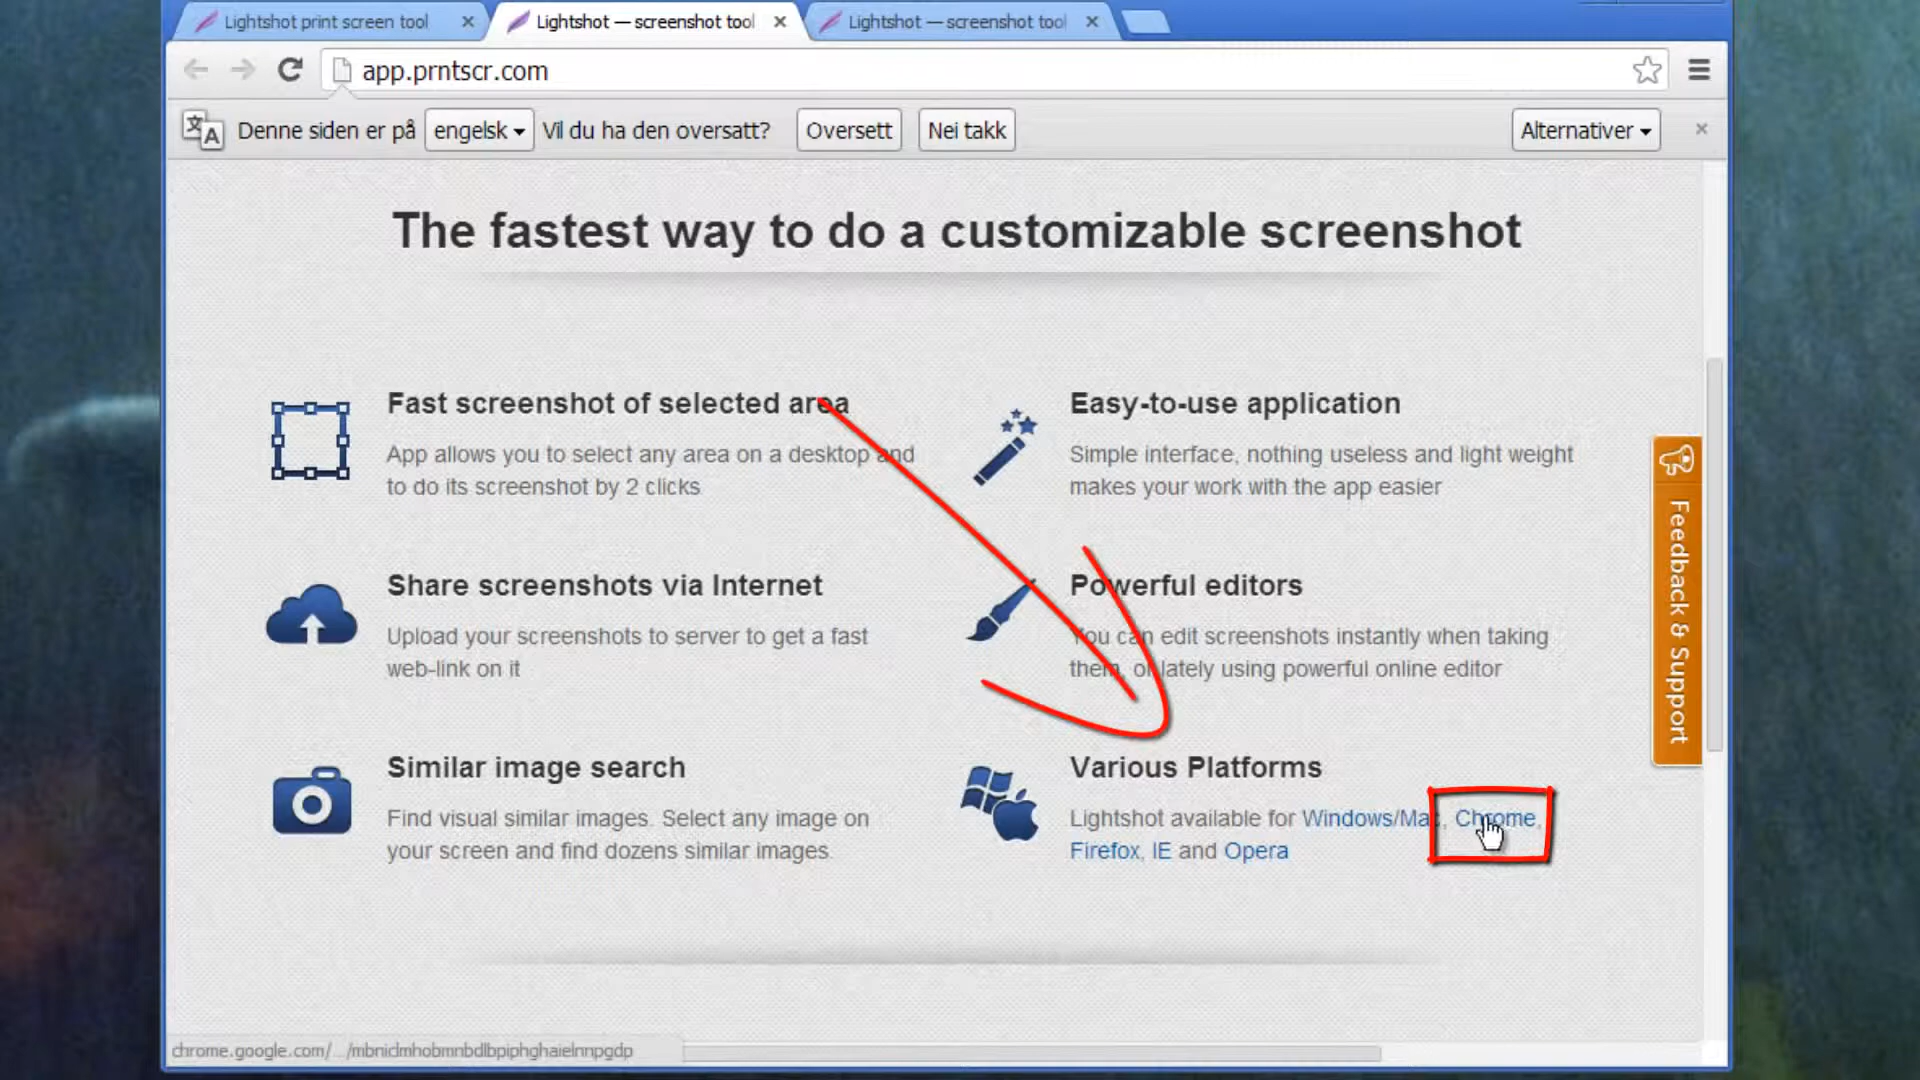 Lightshot print screen tool
Lightshot — screenshot tool
Lightshot — screenshot tool
app.prntscr.com
Denne siden er på engelsk Vil du ha den oversatt? Oversett Nei takk Alternativer
The fastest way to do a customizable screenshot
Fast screenshot of selected area
App allows you to select any area on a desktop and
to do its screenshot by 2 clicks
Easy-to-use application
Simple interface, nothing useless and light weight
makes your work with the app easier
Share screenshots via Internet
Upload your screenshots to server to get a fast
web-link on it
Powerful editors
You can edit screenshots instantly when taking
them, or lately using powerful online editor
Similar image search
Find visual similar images. Select any image on
your screen and find dozens similar images.
Various Platforms
Lightshot available for Windows/Mac, Chrome,
Firefox, IE and Opera
Feedback & Support
chrome.google.com/.../mbniclmhobmnbdlbpiphghaielnnpgdp